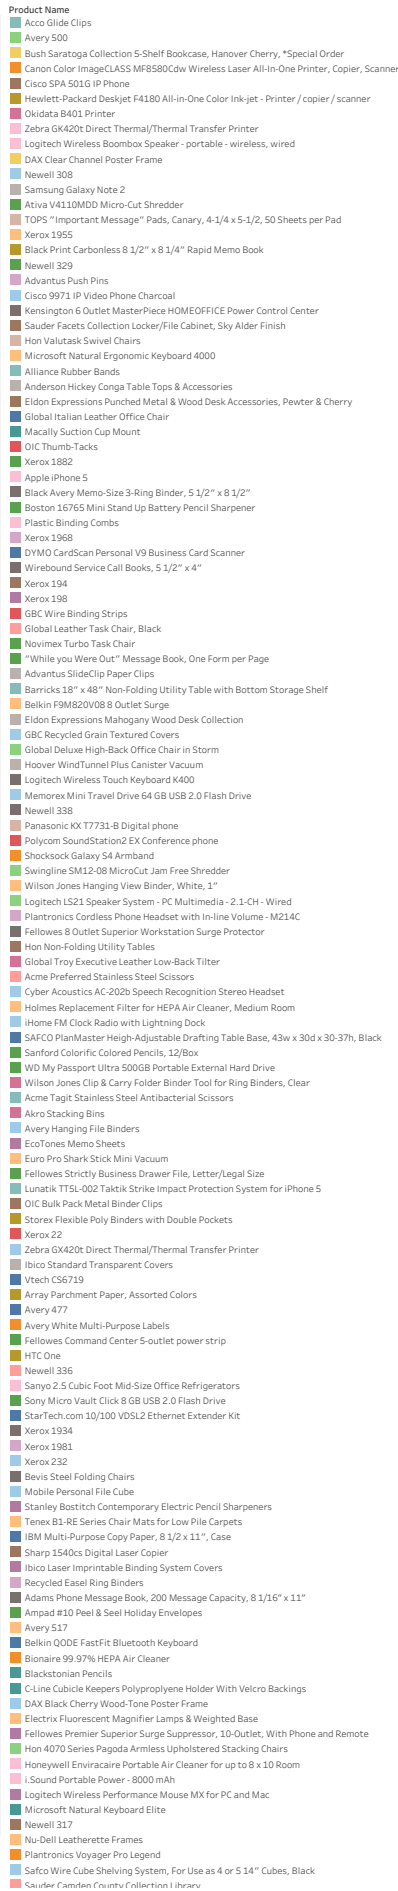 Product Name
Acco Glide Clips
Avery 500
Bush Saratoga Collection 5-Shelf Bookcase, Hanover Cherry, *Special Order
Canon Color ImageCLASS MF8580Cdw Wireless Laser All-In-One Printer, Copier, Scanner
Cisco SPA 501G IP Phone
Hewlett-Packard Deskjet F4180 All-in-One Color Ink-jet - Printer / copier / scanner
Okidata B401 Printer
Zebra GK420t Direct Thermal/Thermal Transfer Printer
Logitech Wireless Boombox Speaker - portable - wireless, wired
DAX Clear Channel Poster Frame
Newell 308
Samsung Galaxy Note 2
Ativa V4110MDD Micro-Cut Shredder
TOPS "Important Message" Pads, Canary, 4-1/4 x 5-1/2, 50 Sheets per Pad
Xerox 1955
Black Print Carbonless 8 1/2" x 8 1/4" Rapid Memo Book
Newell 329
Advantus Push Pins
Cisco 9971 IP Video Phone Charcoal
Kensington 6 Outlet MasterPiece HOMEOFFICE Power Control Center
Sauder Facets Collection Locker/File Cabinet, Sky Alder Finish
Hon Valutask Swivel Chairs
Microsoft Natural Ergonomic Keyboard 4000
Alliance Rubber Bands
Anderson Hickey Conga Table Tops & Accessories
Eldon Expressions Punched Metal & Wood Desk Accessories, Pewter & Cherry
Global Italian Leather Office Chair
Macally Suction Cup Mount
OIC Thumb-Tacks
Xerox 1882
Apple iPhone 5
Black Avery Memo-Size 3-Ring Binder, 5 1/2" x 8 1/2"
Boston 16765 Mini Stand Up Battery Pencil Sharpener
Plastic Binding Combs
Xerox 1968
DYMO CardScan Personal V9 Business Card Scanner
Wirebound Service Call Books, 5 1/2" x 4"
Xerox 194
Xerox 198
GBC Wire Binding Strips
Global Leather Task Chair, Black
Novimex Turbo Task Chair
"While you Were Out" Message Book, One Form per Page
Advantus SlideClip Paper Clips
Barricks 18" x 48" Non-Folding Utility Table with Bottom Storage Shelf
Belkin F9M820V08 8 Outlet Surge
Eldon Expressions Mahogany Wood Desk Collection
GBC Recycled Grain Textured Covers
Global Deluxe High-Back Office Chair in Storm
Hoover WindTunnel Plus Canister Vacuum
Logitech Wireless Touch Keyboard K400
Memorex Mini Travel Drive 64 GB USB 2.0 Flash Drive
Newell 338
Panasonic KX T7731-B Digital phone
Polycom SoundStation2 EX Conference phone
Shocksock Galaxy S4 Armband
Swingline SM12-08 MicroCut Jam Free Shredder
Wilson Jones Hanging View Binder, White, 1"
Logitech LS21 Speaker System - PC Multimedia - 2.1-CH - Wired
Plantronics Cordless Phone Headset with In-line Volume - M214C
Fellowes 8 Outlet Superior Workstation Surge Protector
Hon Non-Folding Utility Tables
Global Troy Executive Leather Low-Back Tilter
Acme Preferred Stainless Steel Scissors
Cyber Acoustics AC-202b Speech Recognition Stereo Headset
Holmes Replacement Filter for HEPA Air Cleaner, Medium Room
iHome FM Clock Radio with Lightning Dock
SAFCO PlanMaster Heigh-Adjustable Drafting Table Base, 43w x 30d x 30-37h, Black
Sanford Colorific Colored Pencils, 12/Box
WD My Passport Ultra 500GB Portable External Hard Drive
Wilson Jones Clip & Carry Folder Binder Tool for Ring Binders, Clear
Acme Tagit Stainless Steel Antibacterial Scissors
Akro Stacking Bins
Avery Hanging File Binders
EcoTones Memo Sheets
Euro Pro Shark Stick Mini Vacuum
Fellowes Strictly Business Drawer File, Letter/Legal Size
Lunatik TT5L-002 Taktik Strike Impact Protection System for iPhone 5
OIC Bulk Pack Metal Binder Clips
Storex Flexible Poly Binders with Double Pockets
Xerox 22
Zebra GX420t Direct Thermal/Thermal Transfer Printer
Ibico Standard Transparent Covers
Vtech CS6719
Array Parchment Paper, Assorted Colors
Avery 477
Avery White Multi-Purpose Labels
Fellowes Command Center 5-outlet power strip
HTC One
Newell 336
Sanyo 2.5 Cubic Foot Mid-Size Office Refrigerators
Sony Micro Vault Click 8 GB USB 2.0 Flash Drive
StarTech.com 10/100 VDSL2 Ethernet Extender Kit
Xerox 1934
Xerox 1981
Xerox 232
Bevis Steel Folding Chairs
Mobile Personal File Cube
Stanley Bostitch Contemporary Electric Pencil Sharpeners
Tenex B1-RE Series Chair Mats for Low Pile Carpets
IBM Multi-Purpose Copy Paper, 8 1/2 x 11", Case
Sharp 1540cs Digital Laser Copier
Ibico Laser Imprintable Binding System Covers
Recycled Easel Ring Binders
Adams Phone Message Book, 200 Message Capacity, 8 1/16" x 11"
Ampad #10 Peel & Seel Holiday Envelopes
Avery 517
Belkin QODE FastFit Bluetooth Keyboard
Bionaire 99.97% HEPA Air Cleaner
Blackstonian Pencils
C-Line Cubicle Keepers Polyproplyene Holder With Velcro Backings
DAX Black Cherry Wood-Tone Poster Frame
Electrix Fluorescent Magnifier Lamps & Weighted Base
Fellowes Premier Superior Surge Suppressor, 10-Outlet, With Phone and Remote
Hon 4070 Series Pagoda Armless Upholstered Stacking Chairs
Honeywell Enviracaire Portable Air Cleaner for up to 8 x 10 Room
i.Sound Portable Power - 8000 mAh
Logitech Wireless Performance Mouse MX for PC and Mac
Microsoft Natural Keyboard Elite
Newell 317
Nu-Dell Leatherette Frames
Plantronics Voyager Pro Legend
Safco Wire Cube Shelving System, For Use as 4 or 5 14" Cubes, Black
Sauder Camden County Collection Library